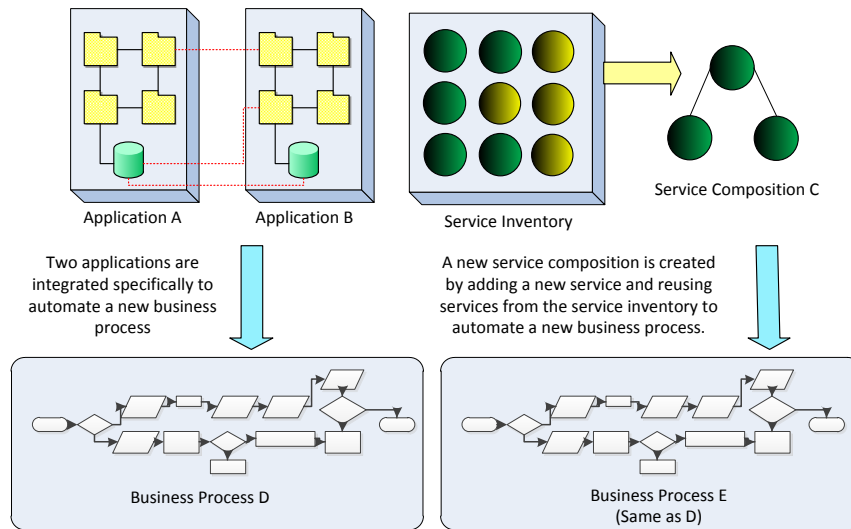 Application A
Application B
Service Inventory
Service Composition C
Two applications are
integrated specifically to
automate a new business
process
A new service composition is created
by adding a new service and reusing
services from the service inventory to
automate a new business process.
Business Process D
Business Process E
(Same as D)